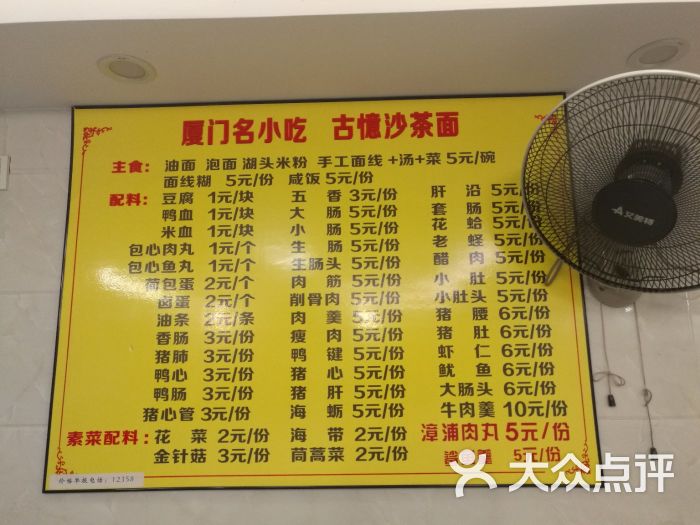 厦门名小吃 古憶沙茶面
主食: 油面 泡面 湖头米粉 手工面线+汤+菜 5元/碗
面线糊 5元/份 咸饭 5元/份
配料: 豆腐 1元/块 五香 3元/份 肝沿 5元/份
鸭血 1元/块 大肠 5元/份 套肠 5元/份
米血 1元/块 小肠 5元/份 花蛤 5元/份
包心肉丸 1元/个 生肠 5元/份 老蛏 5元/份
包心鱼丸 1元/个 生肠头 5元/份 醋肉 5元/份
荷包蛋 2元/个 肉筋 5元/份 小肚 5元/份
卤蛋 2元/个 削骨肉 5元/份 小肚头 5元/份
油条 2元/条 肉羹 5元/份 猪腰 6元/份
香肠 3元/份 瘦肉 5元/份 猪肚 6元/份
猪肺 3元/份 鸭键 5元/份 虾仁 6元/份
鸭心 3元/份 猪心 5元/份 鱿鱼 6元/份
鸭肠 3元/份 猪肝 5元/份 大肠头 6元/份
猪心管 3元/份 海蛎 5元/份 牛肉羹 10元/份
素菜配料: 花菜 2元/份 海带 2元/份 漳浦肉丸 5元/份
金针菇 3元/份 茼蒿菜 2元/份 5元/份
价格举报电话: 12358
艾美特
大众点评